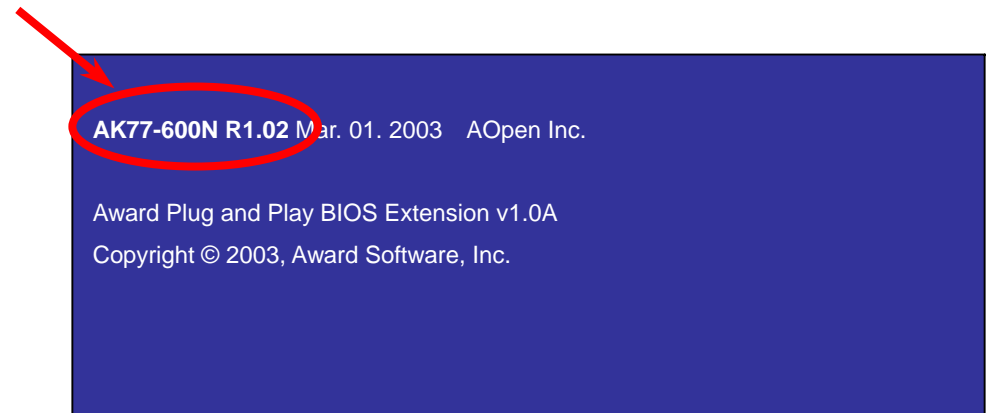 AK77-600N R1.02 Mar. 01. 2003 AOpen Inc.
Award Plug and Play BIOS Extension v1.0A
Copyright © 2003, Award Software, Inc.